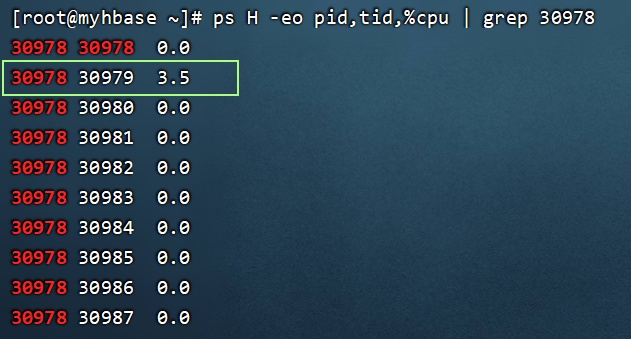 [root@myhbase ~]# ps H -eo pid,tid,%cpu | grep 30978
30978 30978 0.0
30978 30979 3.5
30978 30980 0.0
30978 30981 0.0
30978 30982 0.0
30978 30983 0.0
30978 30984 0.0
30978 30985 0.0
30978 30986 0.0
30978 30987 0.0